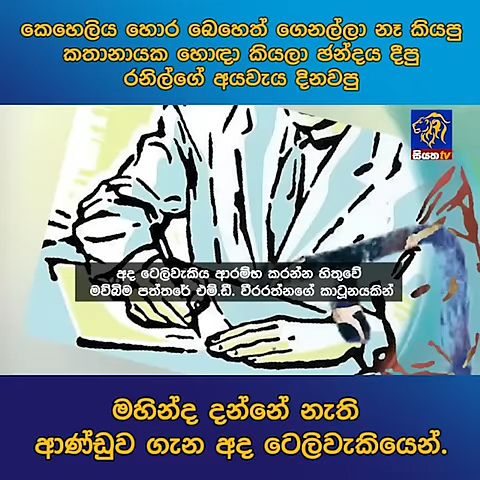 කෙහෙලිය හොර බෙහෙත් ගෙනල්ලා නෑ කියපු
කතානායක හොඳා කියලා ඡන්දය දීපු
රනිල්ගේ අයවැය දිනවපු
සියත tv
අද ටෙලිවැකිය ආරම්භ කරන්න හිතුවේ
මව්බිම පත්තරේ එම්.ඩී. වීරරත්නගේ කාටූනයකින්
මහින්ද දන්නේ නැති
ආණ්ඩුව ගැන අද ටෙලිවැකියෙන්.